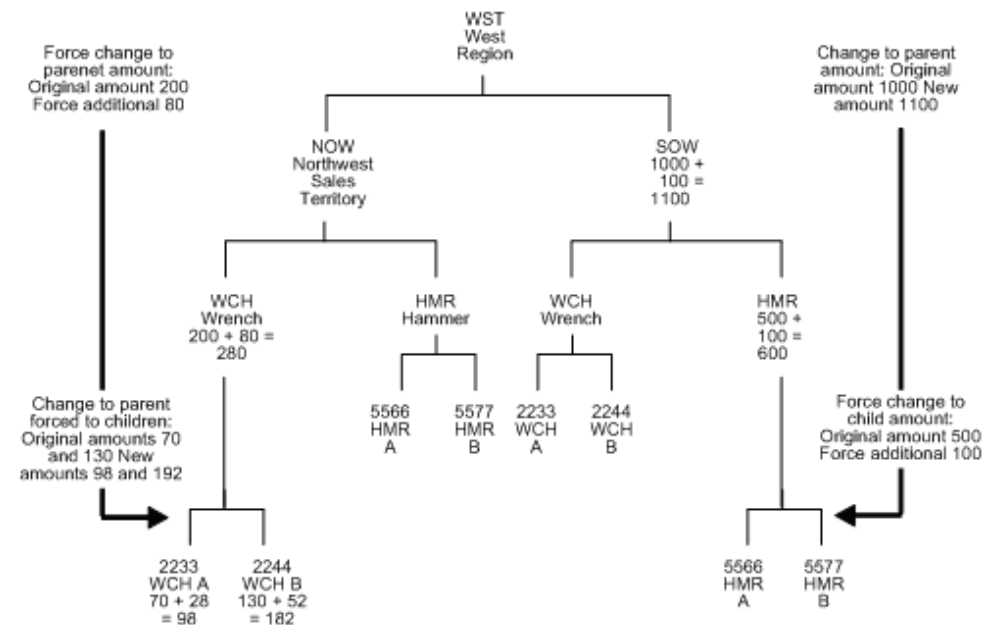 WST
West
Region
Force change to
parenet amount:
Original amount 200
Force additional 80
Change to parent
amount: Original
amount 1000 New
amount 1100
NOW
Northwest
Sales
Territory
SOW
1000 +
100 =
1100
WCH
Wrench
200 + 80 =
280
HMR
Hammer
WCH
Wrench
HMR
500 +
100 =
600
5566
HMR
A
5577
HMR
B
2233
WCH
A
2244
WCH
B
Change to parent
forced to children:
Original amounts 70
and 130 New
amounts 98 and 192
Force change to
child amount:
Original amount 500
Force additional 100
2233
WCH A
70 + 28
= 98
2244
WCH B
130 + 52
= 182
5566
HMR
A
5577
HMR
B